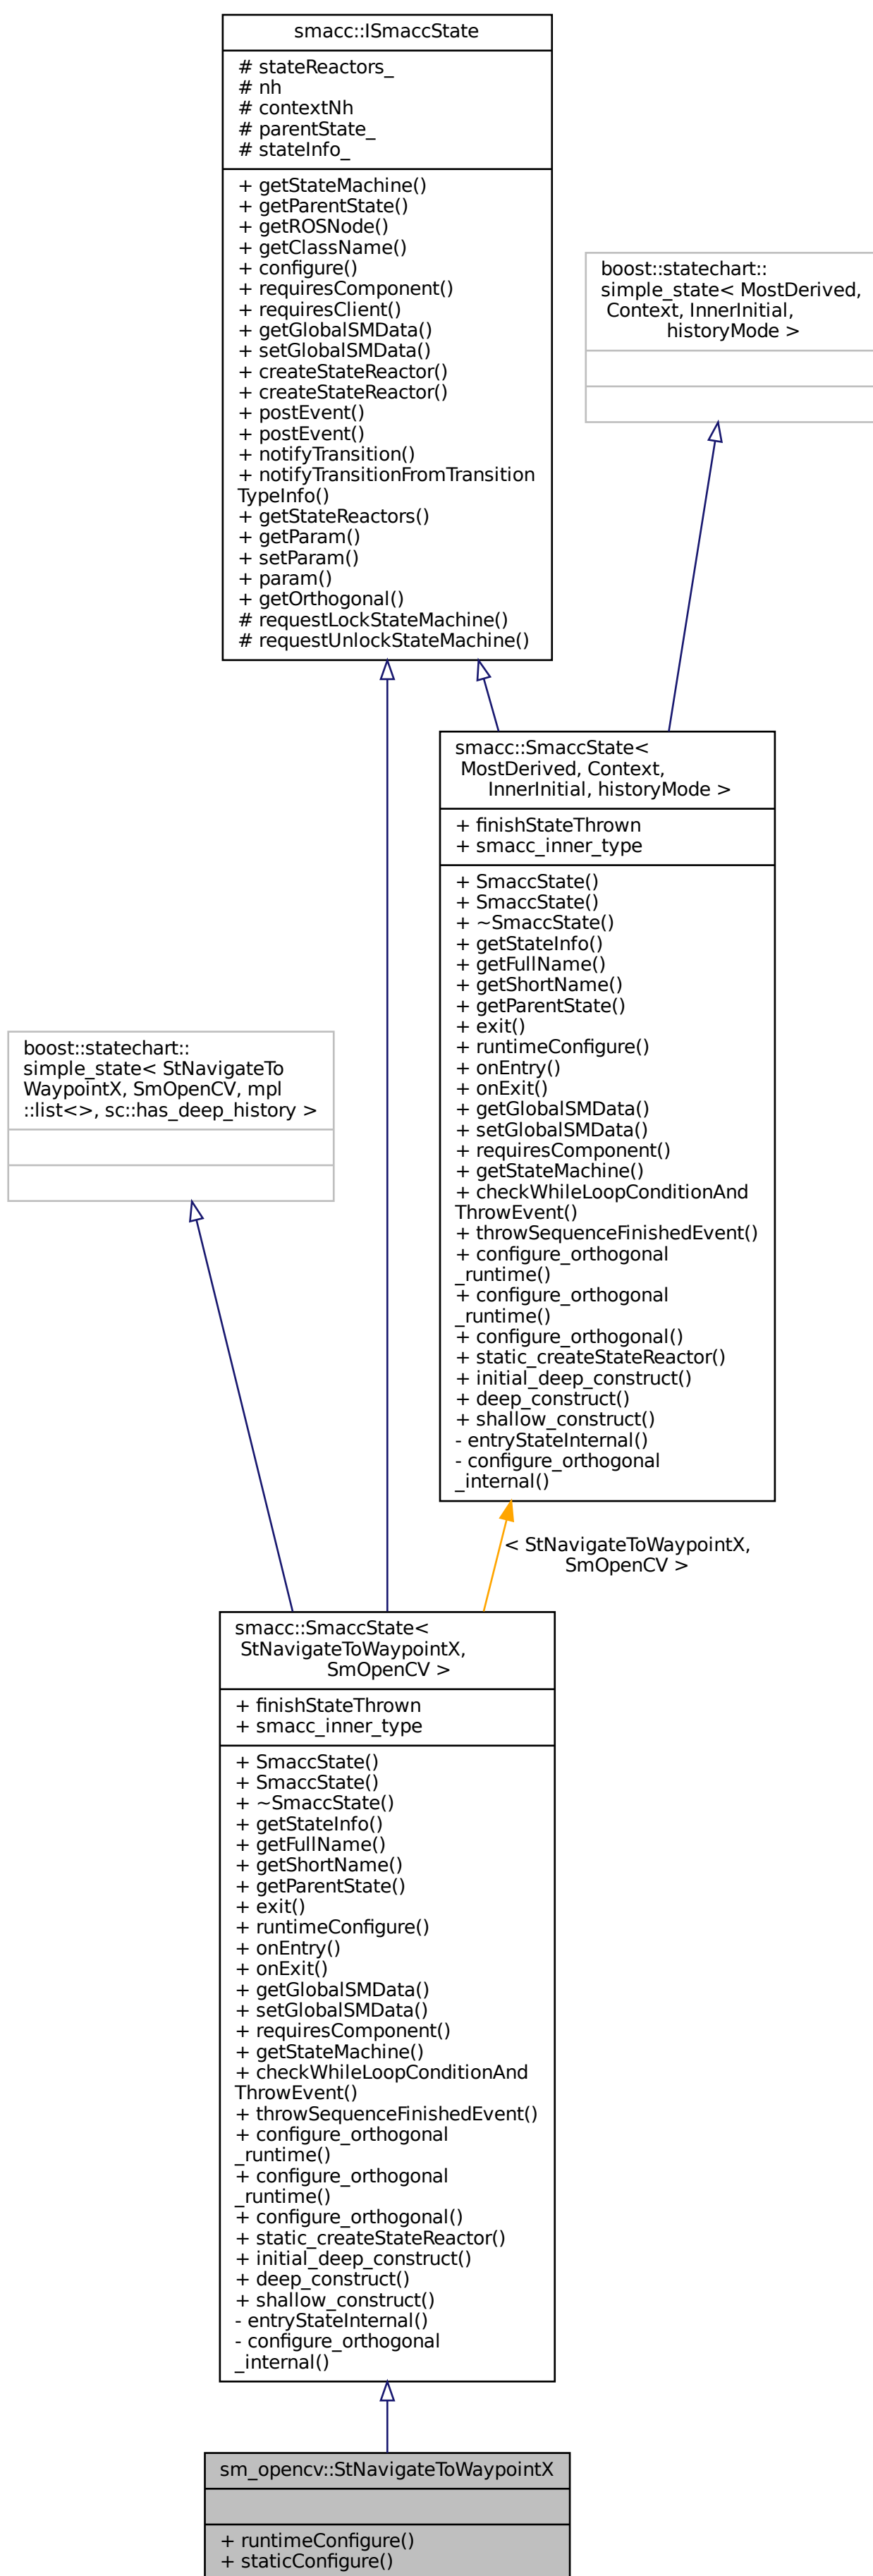 smacc::ISmaccState
# stateReactors_
# nh
# contextNh
# parentState_
# stateInfo_
+ getStateMachine()
+ getParentState()
+ getROSNode()
+ getClassName()
+ configure()
+ requiresComponent()
+ requiresClient()
+ getGlobalSMData()
+ setGlobalSMData()
+ createStateReactor()
+ createStateReactor()
+ postEvent()
+ postEvent()
+ notifyTransition()
+ notifyTransitionFromTransition
TypeInfo()
+ getStateReactors()
+ getParam()
+ setParam()
+ param()
+ getOrthogonal()
# requestLockStateMachine()
# requestUnlockStateMachine()
boost::statechart::
simple_state< MostDerived,
Context, InnerInitial,
historyMode >
smacc::SmaccState<
MostDerived, Context,
InnerInitial, historyMode >
+ finishStateThrown
+ smacc_inner_type
+ SmaccState()
+ SmaccState()
+ ~SmaccState()
+ getStateInfo()
+ getFullName()
+ getShortName()
+ getParentState()
+ exit()
+ runtimeConfigure()
+ onEntry()
+ onExit()
+ getGlobalSMData()
+ setGlobalSMData()
+ requiresComponent()
+ getStateMachine()
+ checkWhileLoopConditionAnd
ThrowEvent()
+ throwSequenceFinishedEvent()
+ configure_orthogonal
_runtime()
+ configure_orthogonal
_runtime()
+ configure_orthogonal()
+ static_createStateReactor()
+ initial_deep_construct()
+ deep_construct()
+ shallow_construct()
- entryStateInternal()
- configure_orthogonal
_internal()
boost::statechart::
simple_state< StNavigateTo
WaypointX, SmOpenCV, mpl
::list<>, sc::has_deep_history >
< StNavigateToWaypointX,
SmOpenCV >
smacc::SmaccState<
StNavigateToWaypointX,
SmOpenCV >
+ finishStateThrown
+ smacc_inner_type
+ SmaccState()
+ SmaccState()
+ ~SmaccState()
+ getStateInfo()
+ getFullName()
+ getShortName()
+ getParentState()
+ exit()
+ runtimeConfigure()
+ onEntry()
+ onExit()
+ getGlobalSMData()
+ setGlobalSMData()
+ requiresComponent()
+ getStateMachine()
+ checkWhileLoopConditionAnd
ThrowEvent()
+ throwSequenceFinishedEvent()
+ configure_orthogonal
_runtime()
+ configure_orthogonal
_runtime()
+ configure_orthogonal()
+ static_createStateReactor()
+ initial_deep_construct()
+ deep_construct()
+ shallow_construct()
- entryStateInternal()
- configure_orthogonal
_internal()
sm_opencv::StNavigateToWaypointX
+ runtimeConfigure()
+ staticConfigure()